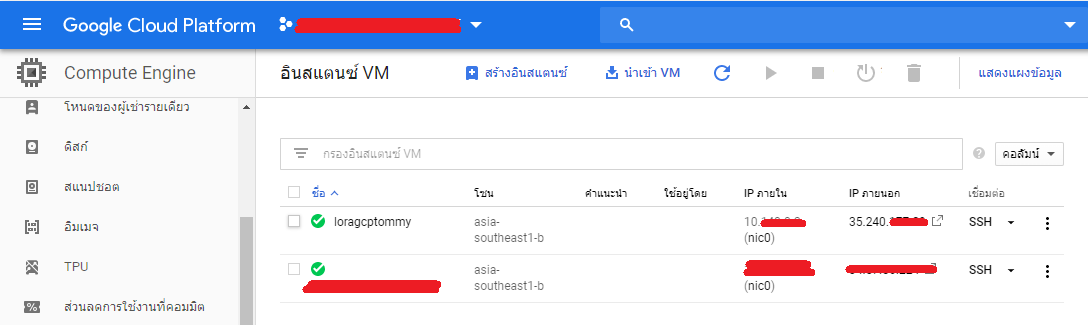 Google Cloud Platform
Compute Engine
อินสแตนซ์ VM
สร้างอินสแตนซ์
นำเข้า VM
แสดงแผงข้อมูล
โหนดของผู้เช่ารายเดียว
ดิสก์
สแนปชอต
อิมเมจ
TPU
ส่วนลดการใช้งานที่คอมมิต
กรองอินสแตนซ์ VM
คอลัมน์
ชื่อ โซน คำแนะนำ ใช้อยู่โดย IP ภายใน IP ภายนอก เชื่อมต่อ
loragcptommy asia- 10. 35.240. SSH
southeast1-b (nic0)
asia- SSH
southeast1-b (nic0)